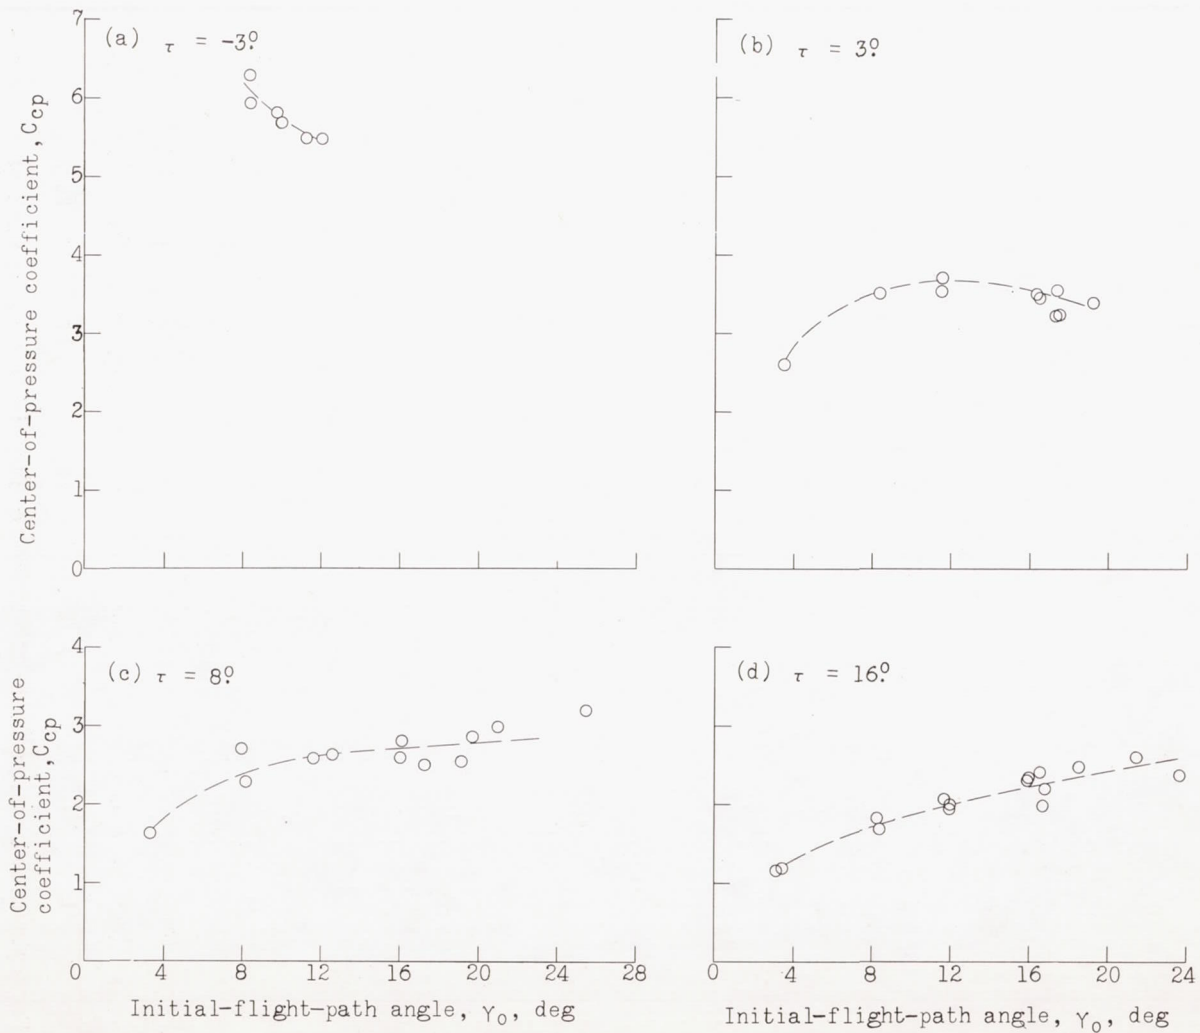 (a) τ = -3°.
(b) τ = 3°.
7
6
5
4
3
2
1
0
Center-of-pressure coefficient, Ccp
(c) τ = 8°.
(d) τ = 16°.
4
3
2
1
Center-of-pressure
coefficient, Ccp
0 4 8 12 16 20 24 28
0 4 8 12 16 20 24
Initial-flight-path angle, γo, deg
Initial-flight-path angle, γo, deg